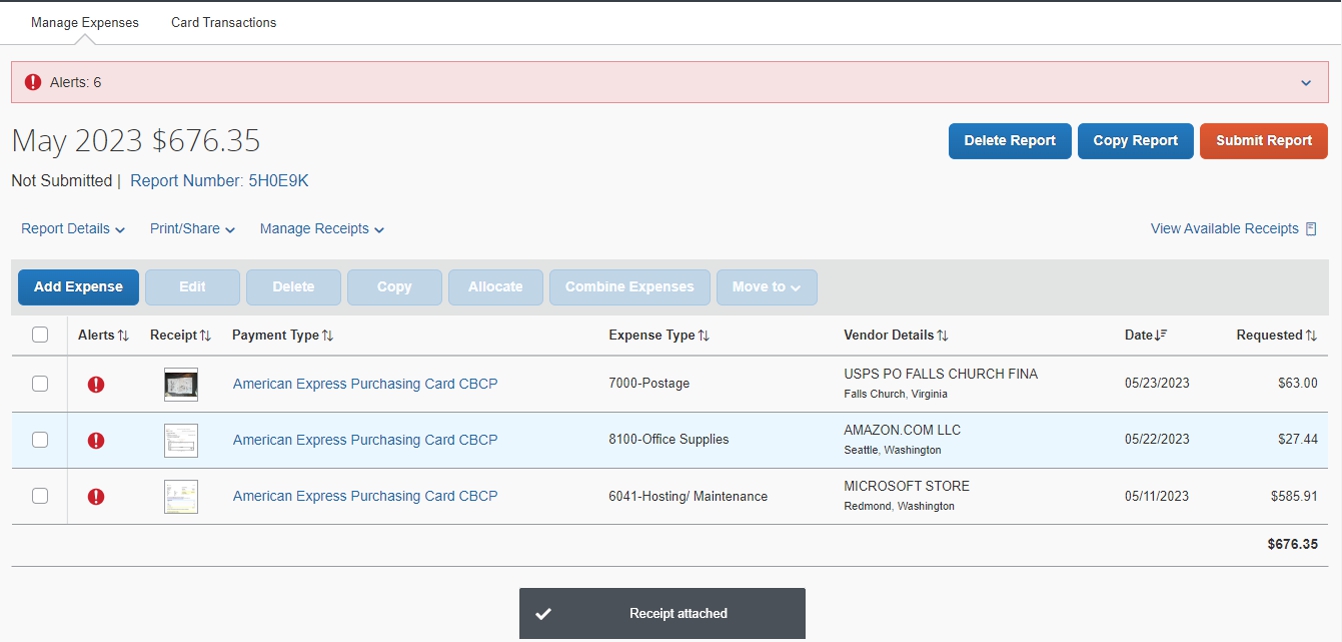 Manage Expenses Card Transactions
Alerts: 6
May 2023 $676.35
Delete Report Copy Report Submit Report
Not Submitted | Report Number: 5H0E9K
Report Details Print/Share Manage Receipts View Available Receipts
Add Expense Edit Delete Copy Allocate Combine Expenses Move to
Alerts Receipt Payment Type Expense Type Vendor Details Date Requested
American Express Purchasing Card CBCP 7000-Postage USPS PO FALLS CHURCH FINA 05/23/2023 $63.00
Falls Church, Virginia
American Express Purchasing Card CBCP 8100-Office Supplies AMAZON.COM LLC 05/22/2023 $27.44
Seattle, Washington
American Express Purchasing Card CBCP 6041-Hosting/ Maintenance MICROSOFT STORE 05/11/2023 $585.91
Redmond, Washington
$676.35
Receipt attached